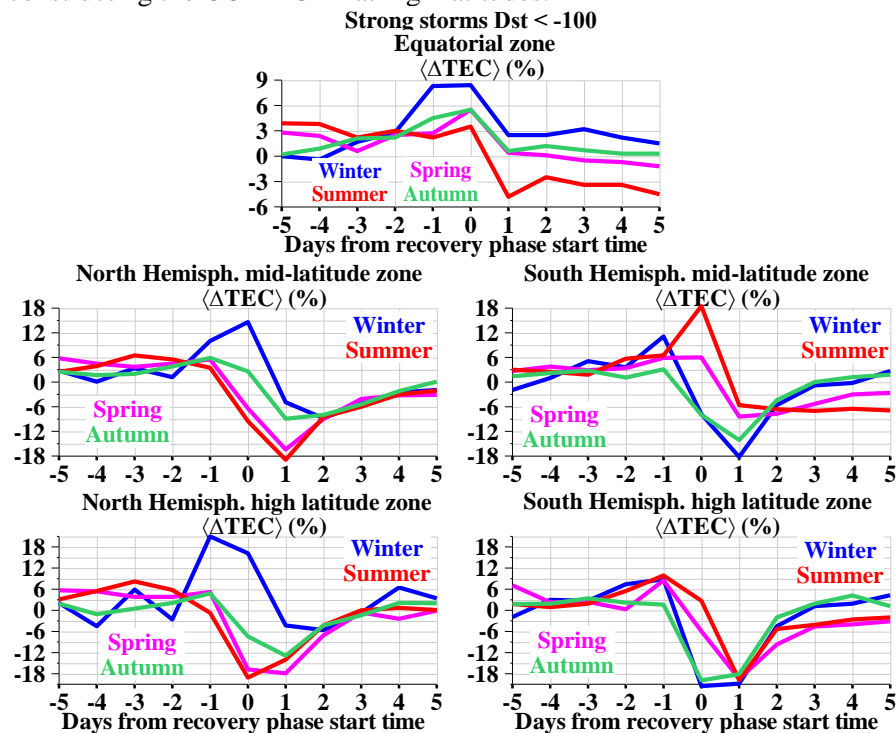 Strong storms Dst < -100
Equatorial zone
⟨ΔTEC⟩ (%)
9
6
3
0
-3
-6
Winter Spring
Summer Autumn
-5 -4 -3 -2 -1 0 1 2 3 4 5
Days from recovery phase start time
North Hemisph. mid-latitude zone
⟨ΔTEC⟩ (%)
18
12
6
0
-6
-12
-18
Winter
Summer
Spring
Autumn
-5 -4 -3 -2 -1 0 1 2 3 4 5
South Hemisph. mid-latitude zone
⟨ΔTEC⟩ (%)
18
12
6
0
-6
-12
-18
Winter
Summer
Spring
Autumn
-5 -4 -3 -2 -1 0 1 2 3 4 5
North Hemisph. high latitude zone
⟨ΔTEC⟩ (%)
18
12
6
0
-6
-12
-18
Winter
Summer
Spring
Autumn
-5 -4 -3 -2 -1 0 1 2 3 4 5
Days from recovery phase start time
South Hemisph. high latitude zone
⟨ΔTEC⟩ (%)
18
12
6
0
-6
-12
-18
Winter
Summer
Spring
Autumn
-5 -4 -3 -2 -1 0 1 2 3 4 5
Days from recovery phase start time